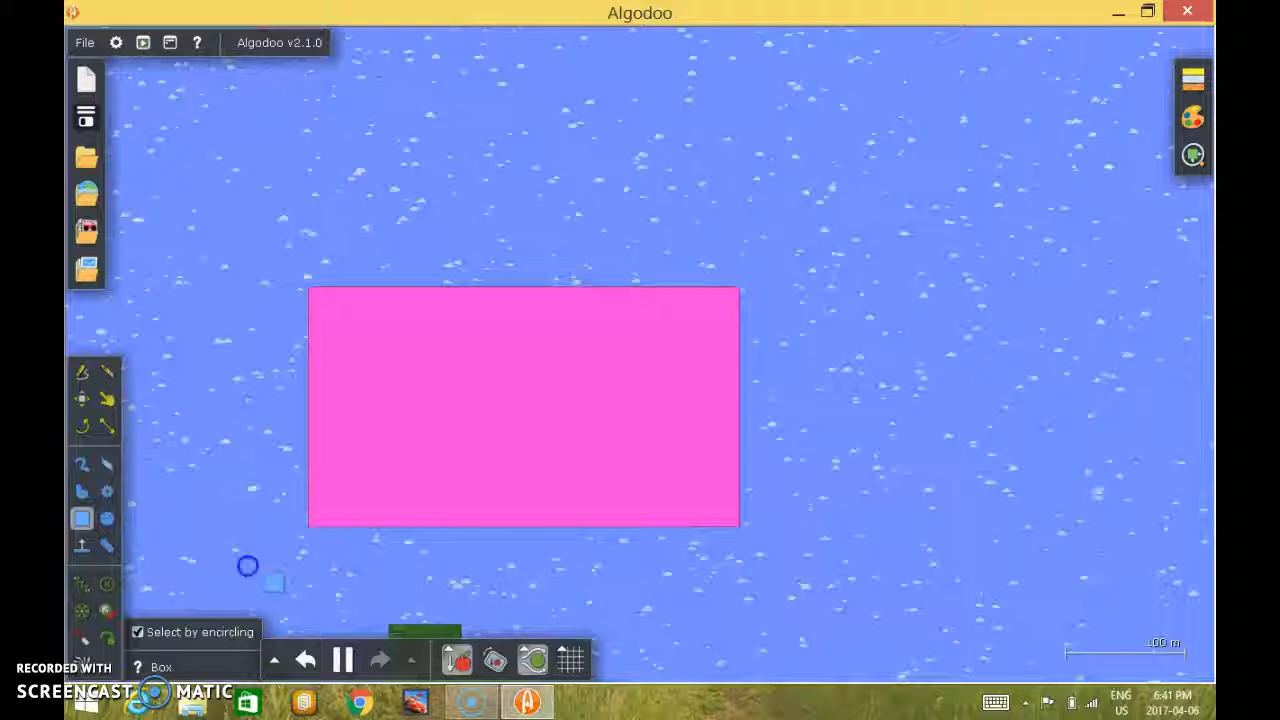 Algodoo
File ? Algodoo v2.1.0
Select by encircling
? Box
100 m
RECORDED WITH
SCREENCAST MATIC
ENG
US
6:41 PM
2017-04-06